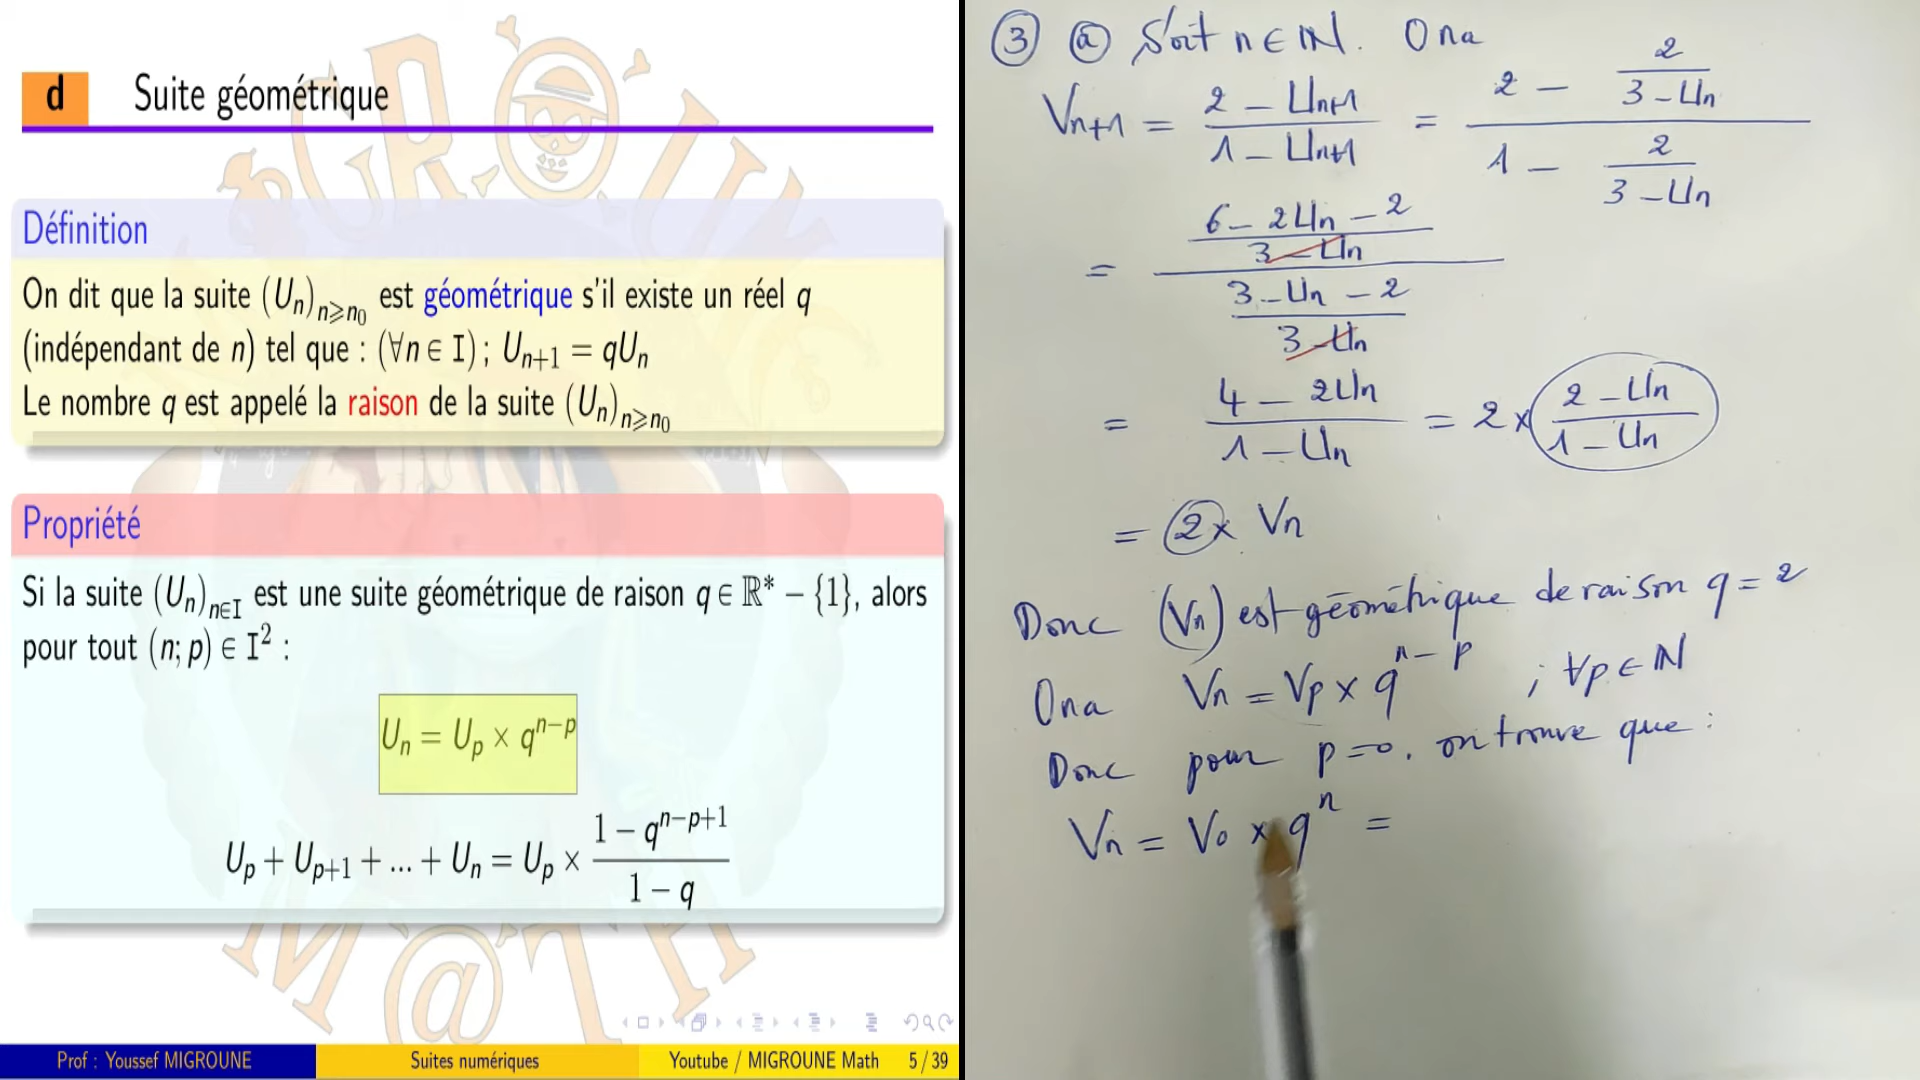 d Suite géométrique
Définition
On dit que la suite (Uₙ)ₙ⩾ₙ₀ est géométrique s'il existe un réel q
(indépendant de n) tel que : (∀n ∈ I) ; Uₙ₊₁ = qUₙ
Le nombre q est appelé la raison de la suite (Uₙ)ₙ⩾ₙ₀
Propriété
Si la suite (Uₙ)ₙ∈I est une suite géométrique de raison q ∈ ℝ* − {1}, alors
pour tout (n; p) ∈ I² :
Uₙ = Uₚ × qⁿ⁻ᵖ
Uₚ + Uₚ₊₁ + ... + Uₙ = Uₚ × (1 − qⁿ⁻ᵖ⁺¹)/(1 − q)
Prof : Youssef MIGROUNE Suites numériques Youtube / MIGROUNE Math 5 / 39
GROU
M@TH
③ ⓐ Soit n ∈ ℕ. Ona
Vₙ₊₁ = (2 − Uₙ₊₁)/(1 − Uₙ₊₁) = (2 − 2/(3 − Uₙ))/(1 − 2/(3 − Uₙ))
= ((6 − 2Uₙ − 2)/(3 − Uₙ))/((3 − Uₙ − 2)/(3 − Uₙ))
= (4 − 2Uₙ)/(1 − Uₙ) = 2 × (2 − Uₙ)/(1 − Uₙ)
= 2 × Vₙ
Donc (Vₙ) est géométrique de raison q = 2
Ona Vₙ = Vₚ × qⁿ⁻ᵖ ; ∀p ∈ ℕ
Donc pour p = 0. on trouve que :
Vₙ = V₀ × qⁿ =